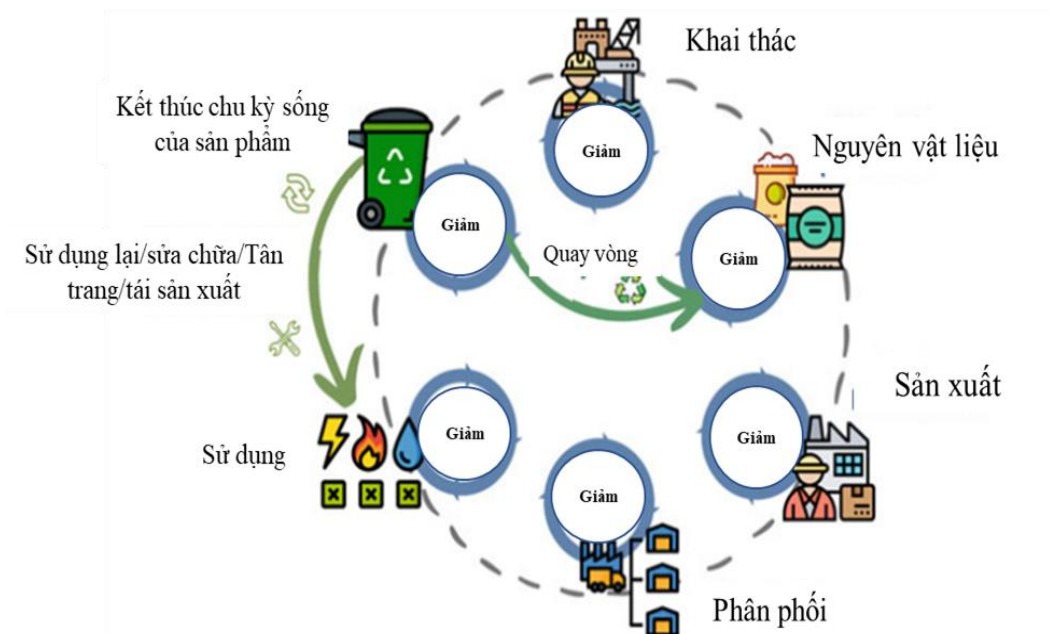 Khai thác
Kết thúc chu kỳ sống
của sản phẩm
Giảm
Nguyên vật liệu
Giảm
Quay vòng
Giảm
Sử dụng lại/sửa chữa/Tân
trang/tái sản xuất
Sản xuất
Giảm
Giảm
Sử dụng
Giảm
Phân phối